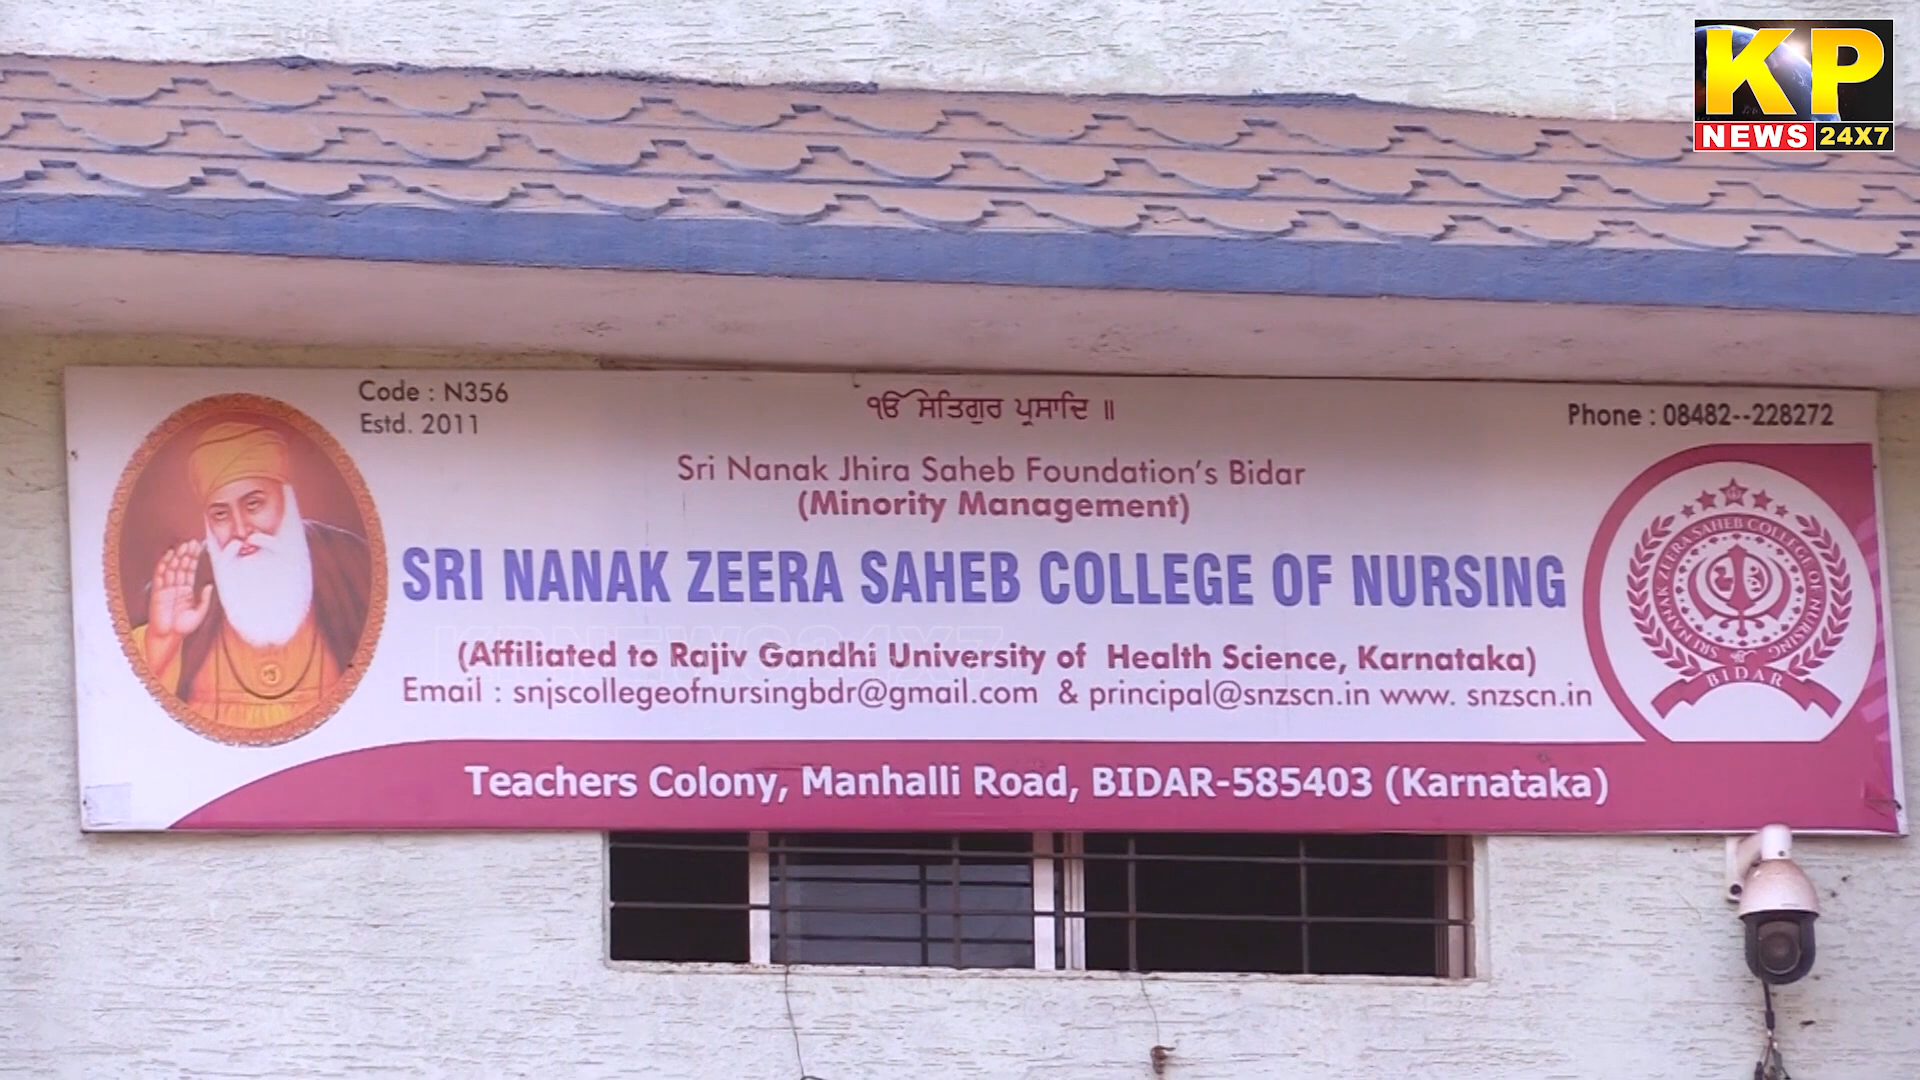 KP
NEWS 24X7
Code : N356
Estd. 2011
ੴ ਸਤਿਗੁਰ ਪ੍ਰਸਾਦਿ ॥
Phone : 08482--228272
Sri Nanak Jhira Saheb Foundation's Bidar
(Minority Management)
SRI NANAK ZEERA SAHEB COLLEGE OF NURSING
(Affiliated to Rajiv Gandhi University of Health Science, Karnataka)
Email : snjscollegeofnursingbdr@gmail.com & principal@snzscn.in www. snzscn.in
Teachers Colony, Manhalli Road, BIDAR-585403 (Karnataka)
SRI NANAK ZEERA SAHEB COLLEGE OF NURSING
BIDAR
KPNEWS24X7